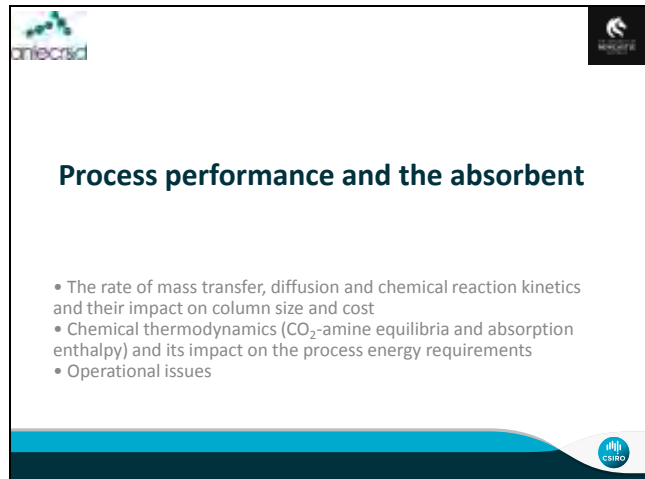 anlecr&d
Process performance and the absorbent
• The rate of mass transfer, diffusion and chemical reaction kinetics
and their impact on column size and cost
• Chemical thermodynamics (CO₂-amine equilibria and absorption
enthalpy) and its impact on the process energy requirements
• Operational issues
CSIRO